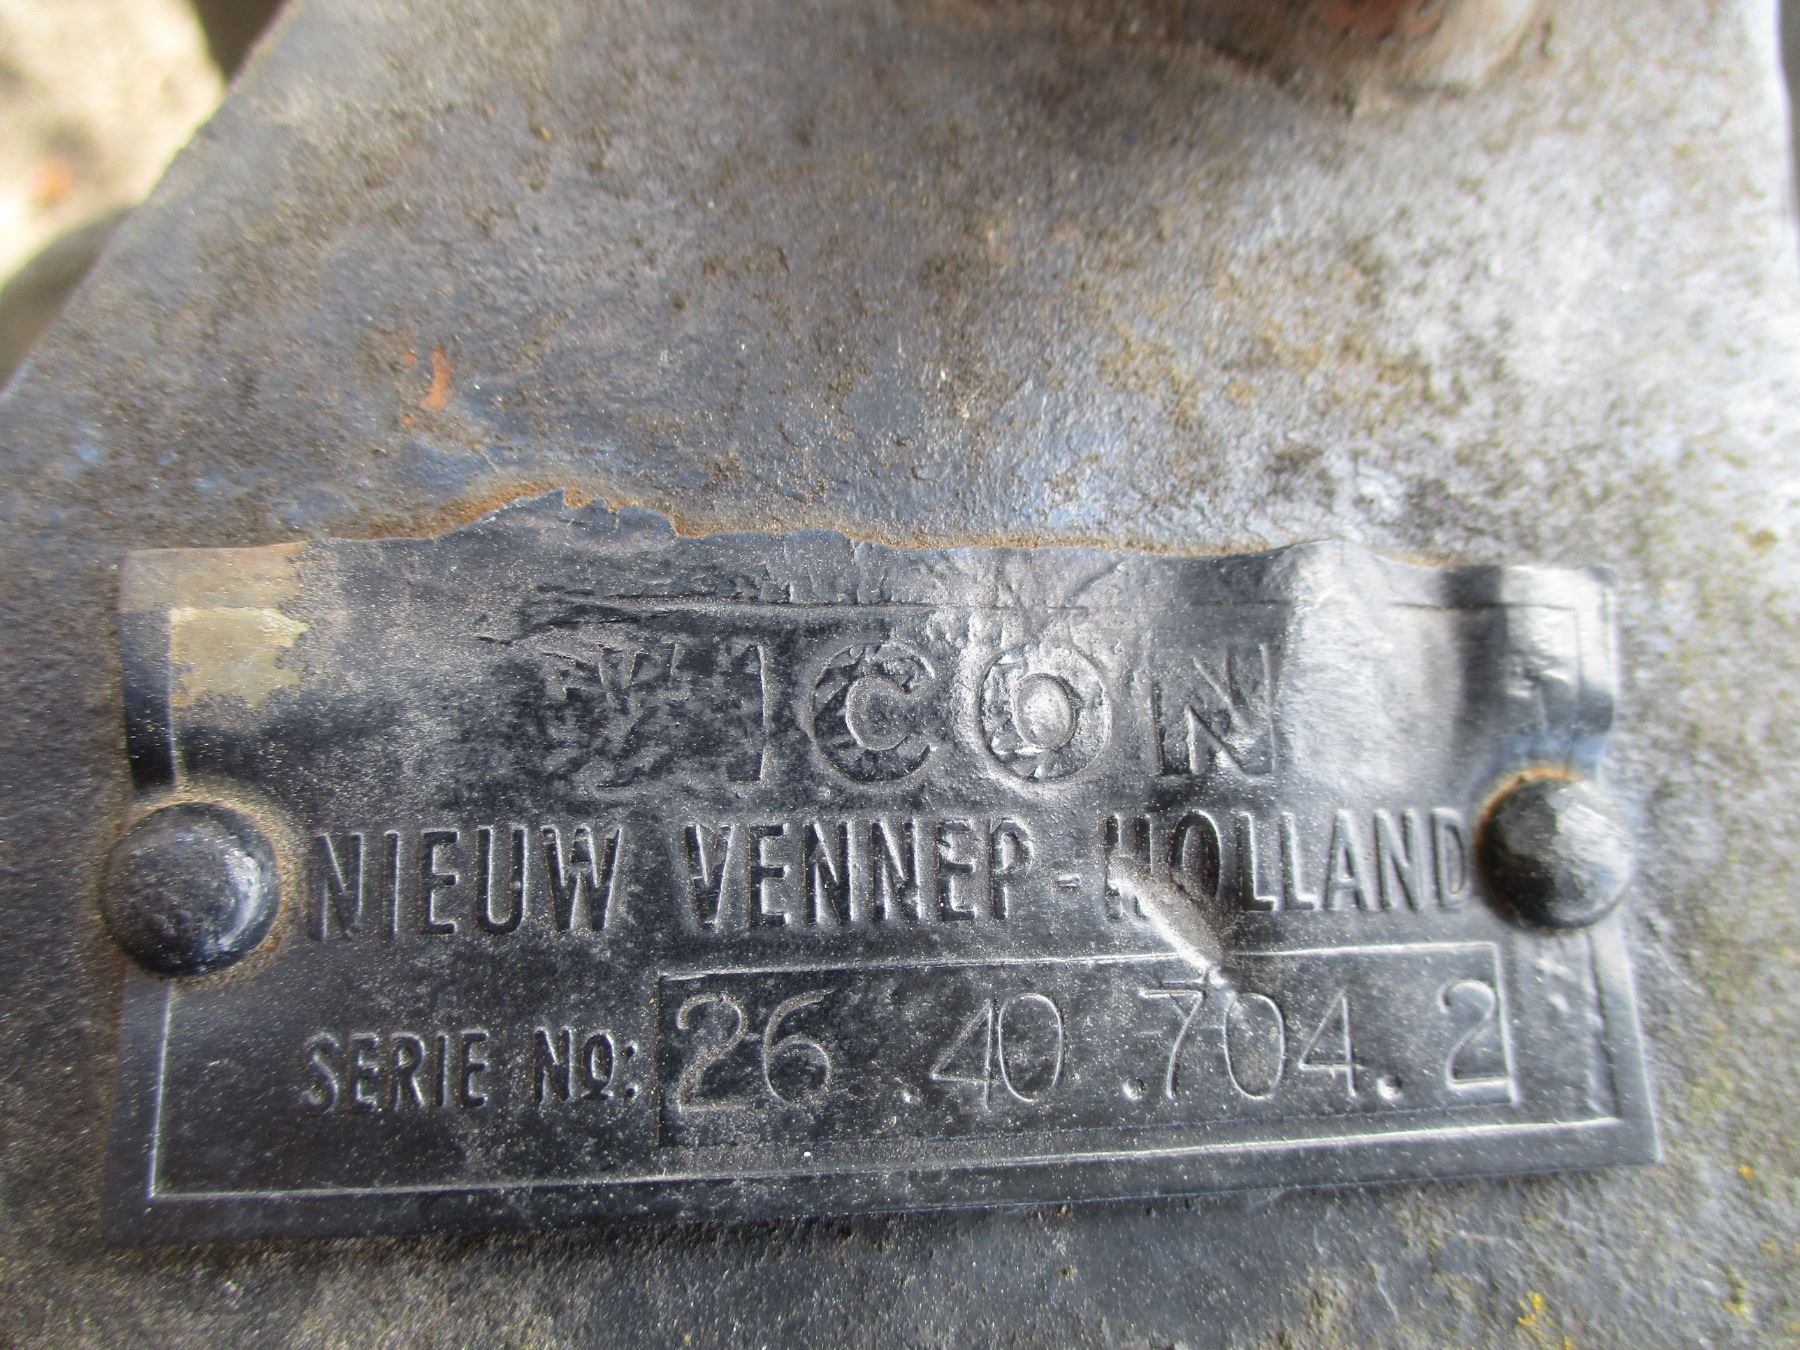 VICON
NIEUW VENNEP-HOLLAND
SERIE No: 26.40.704.2